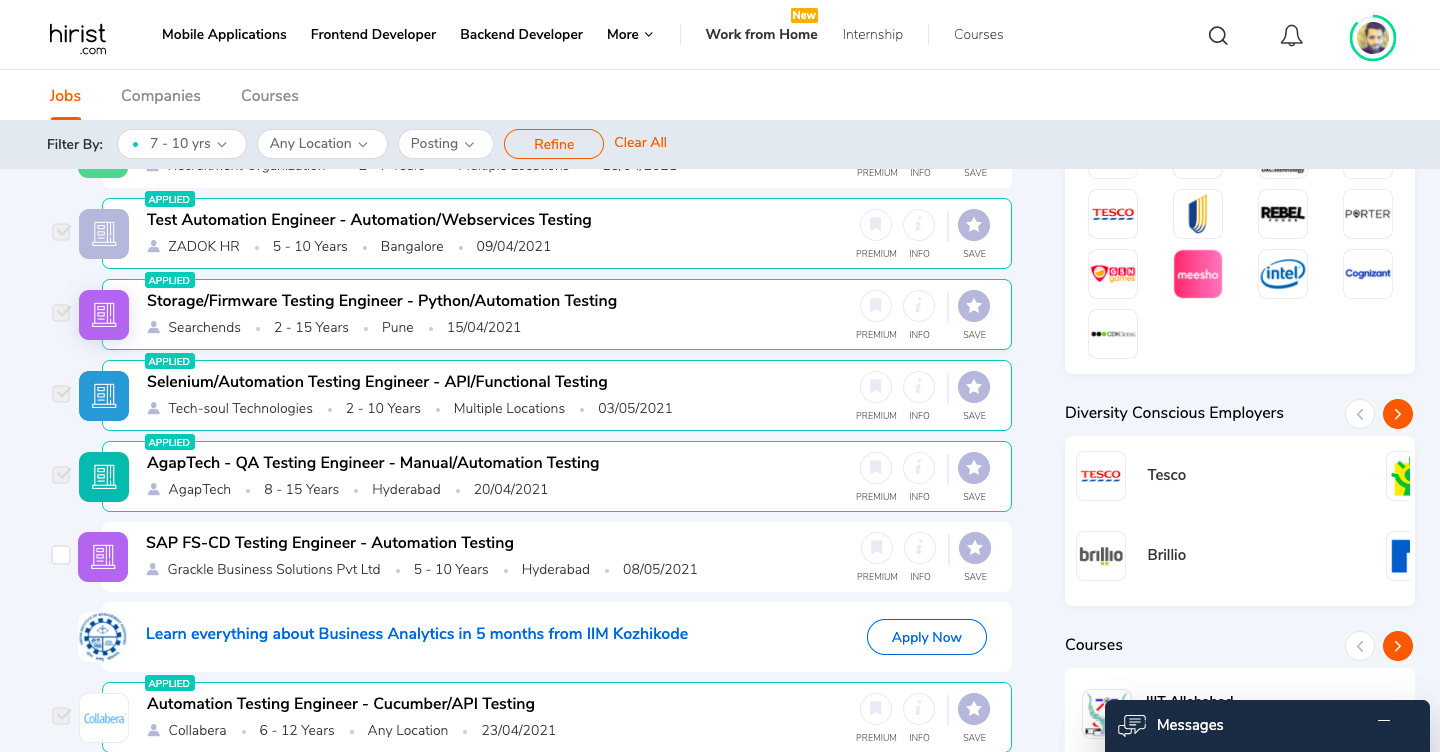 hirist
.com
Mobile Applications
Frontend Developer
Backend Developer
More
New
Work from Home
Internship
Courses
Jobs
Companies
Courses
Filter By:
7 - 10 yrs
Any Location
Posting
Refine
Clear All
PREMIUM INFO SAVE
APPLIED
Test Automation Engineer - Automation/Webservices Testing
ZADOK HR 5 - 10 Years Bangalore 09/04/2021
PREMIUM INFO SAVE
APPLIED
Storage/Firmware Testing Engineer - Python/Automation Testing
Searchends 2 - 15 Years Pune 15/04/2021
PREMIUM INFO SAVE
APPLIED
Selenium/Automation Testing Engineer - API/Functional Testing
Tech-soul Technologies 2 - 10 Years Multiple Locations 03/05/2021
PREMIUM INFO SAVE
APPLIED
AgapTech - QA Testing Engineer - Manual/Automation Testing
AgapTech 8 - 15 Years Hyderabad 20/04/2021
PREMIUM INFO SAVE
SAP FS-CD Testing Engineer - Automation Testing
Grackle Business Solutions Pvt Ltd 5 - 10 Years Hyderabad 08/05/2021
PREMIUM INFO SAVE
Learn everything about Business Analytics in 5 months from IIM Kozhikode
Apply Now
APPLIED
Collabera
Automation Testing Engineer - Cucumber/API Testing
Collabera 6 - 12 Years Any Location 23/04/2021
PREMIUM INFO SAVE
TESCO
REBEL
FOODS
PORTER
GSN
games
meesho
intel
Cognizant
CDKGlobal
Diversity Conscious Employers
TESCO
Tesco
brillio
Brillio
Courses
IIIT Allahabad
Messages